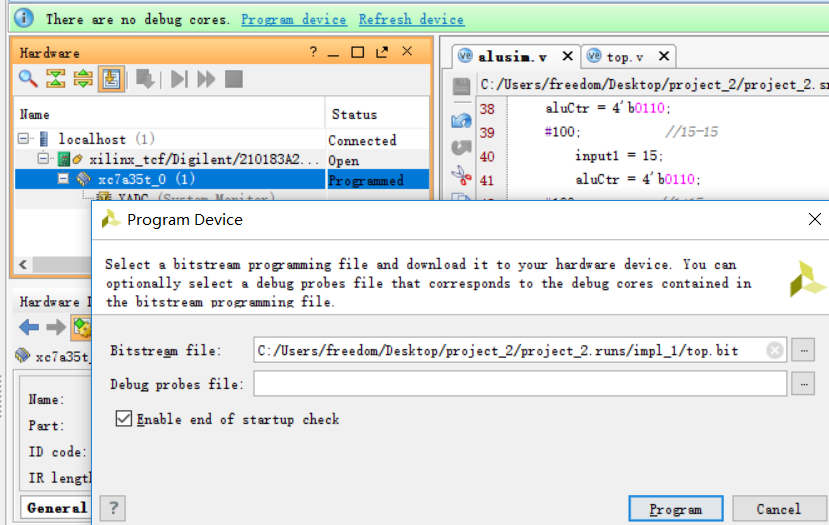 There are no debug cores. Program device Refresh device
Hardware
alusim.v
top.v
C:/Users/freedom/Desktop/project_2/project_2.
Name Status
localhost (1) Connected
xilinx_tcf/Digilent/210183A2... Open
xc7a35t_0 (1) Programmed
XADC (System Monitor)
38 aluCtr = 4'b0110;
39 #100; //15-15
40 input1 = 15;
41 aluCtr = 4'b0110;
Program Device
Select a bitstream programming file and download it to your hardware device. You can
optionally select a debug probes file that corresponds to the debug cores contained in
the bitstream programming file.
Hardware
xc7a35t_
Bitstream file: C:/Users/freedom/Desktop/project_2/project_2.runs/impl_1/top.bit ...
Debug probes file: ...
Enable end of startup check
Name:
Part:
ID code:
IR length
General
? Program Cancel